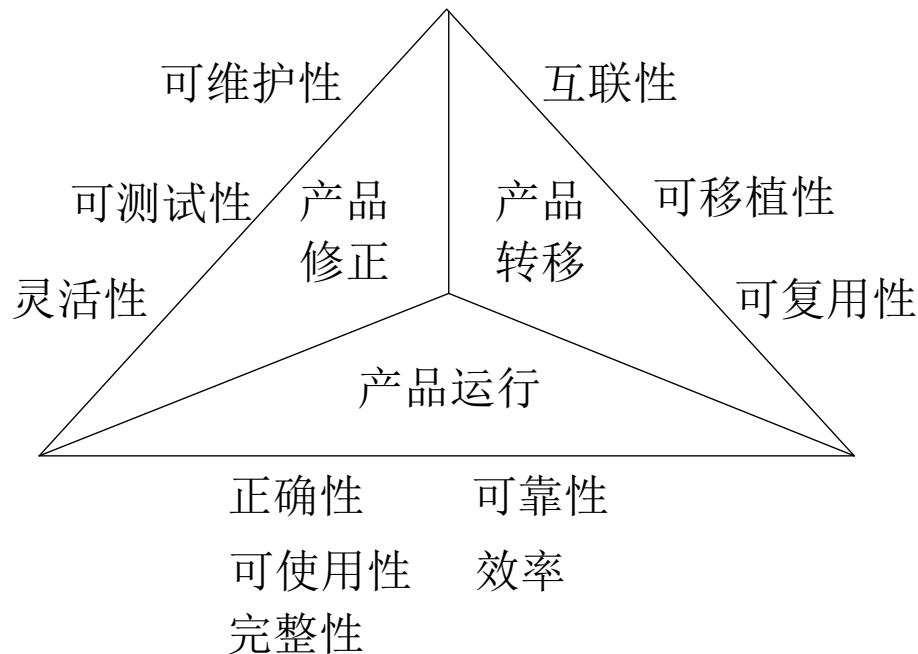 可维护性
互联性
可测试性
产品
修正
产品
转移
可移植性
灵活性
可复用性
产品运行
正确性
可靠性
可使用性
效率
完整性